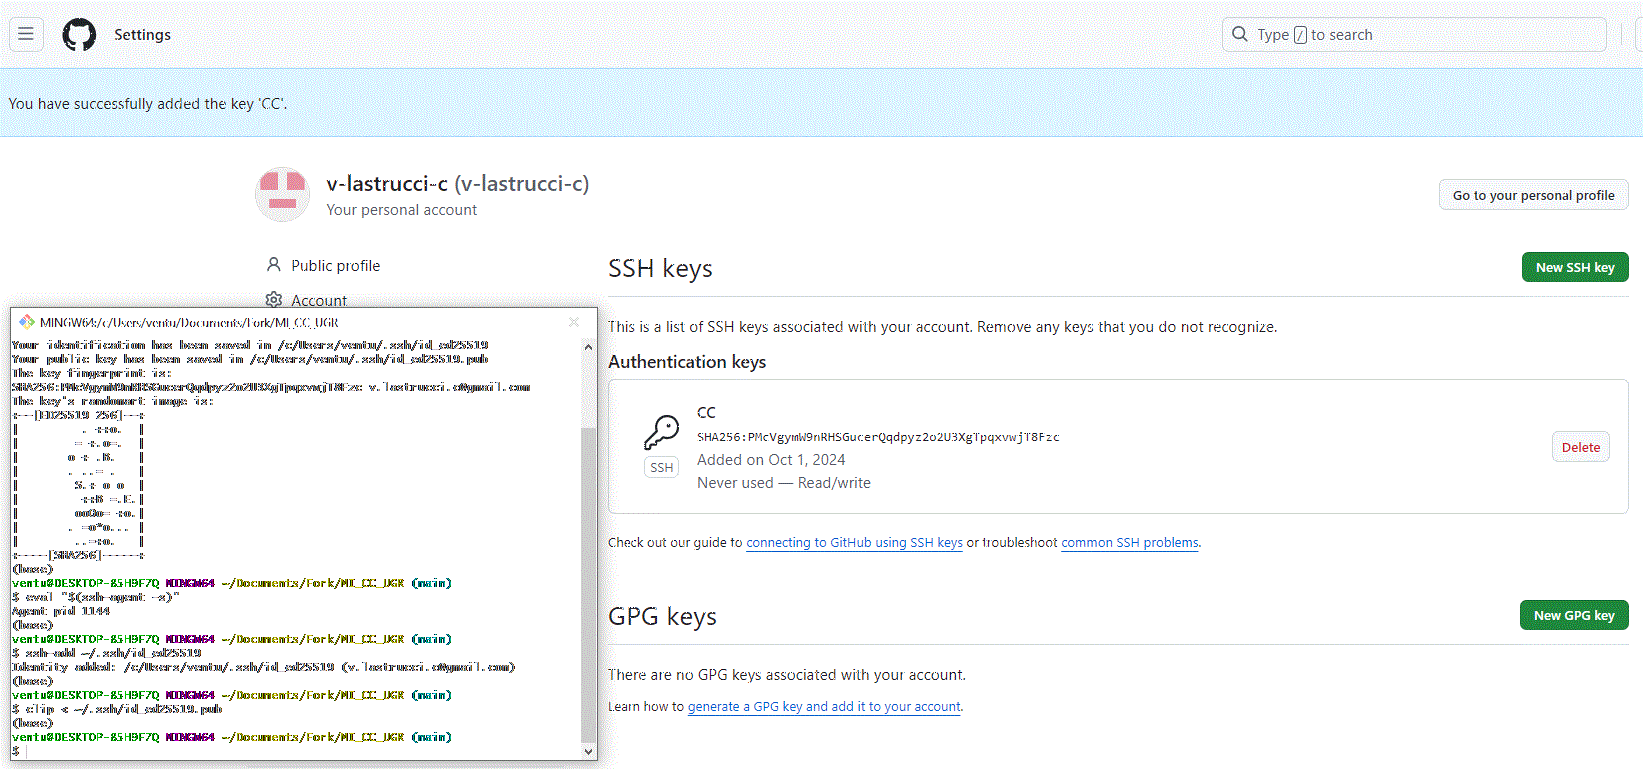 Settings
Type / to search
You have successfully added the key 'CC'.
v-lastrucci-c (v-lastrucci-c)
Your personal account
Go to your personal profile
Public profile
Account
SSH keys
New SSH key
This is a list of SSH keys associated with your account. Remove any keys that you do not recognize.
Authentication keys
CC
SHA256:PMcVgymW9nRHSGucerQqdpyz2o2U3XgTpqxvwjT8Fzc
Added on Oct 1, 2024
Never used — Read/write
SSH
Delete
Check out our guide to connecting to GitHub using SSH keys or troubleshoot common SSH problems.
GPG keys
New GPG key
There are no GPG keys associated with your account.
Learn how to generate a GPG key and add it to your account.
MINGW64:/c/Users/ventu/Documents/Fork/MI_CC_UGR
Your identification has been saved in /c/Users/ventu/.ssh/id_ed25519
Your public key has been saved in /c/Users/ventu/.ssh/id_ed25519.pub
The key fingerprint is:
SHA256:PMcVgymW9nRHSGucerQqdpyz2o2U3XgTpqxvwjT8Fzc v.lastrucci.c@gmail.com
The key's randomart image is:
+--[ED25519 256]--+
+----[SHA256]-----+
(base)
ventu@DESKTOP-85H9F7Q MINGW64 ~/Documents/Fork/MI_CC_UGR (main)
$ eval "$(ssh-agent -s)"
Agent pid 1144
(base)
ventu@DESKTOP-85H9F7Q MINGW64 ~/Documents/Fork/MI_CC_UGR (main)
$ ssh-add ~/.ssh/id_ed25519
Identity added: /c/Users/ventu/.ssh/id_ed25519 (v.lastrucci.c@gmail.com)
(base)
ventu@DESKTOP-85H9F7Q MINGW64 ~/Documents/Fork/MI_CC_UGR (main)
$ clip < ~/.ssh/id_ed25519.pub
(base)
ventu@DESKTOP-85H9F7Q MINGW64 ~/Documents/Fork/MI_CC_UGR (main)
$